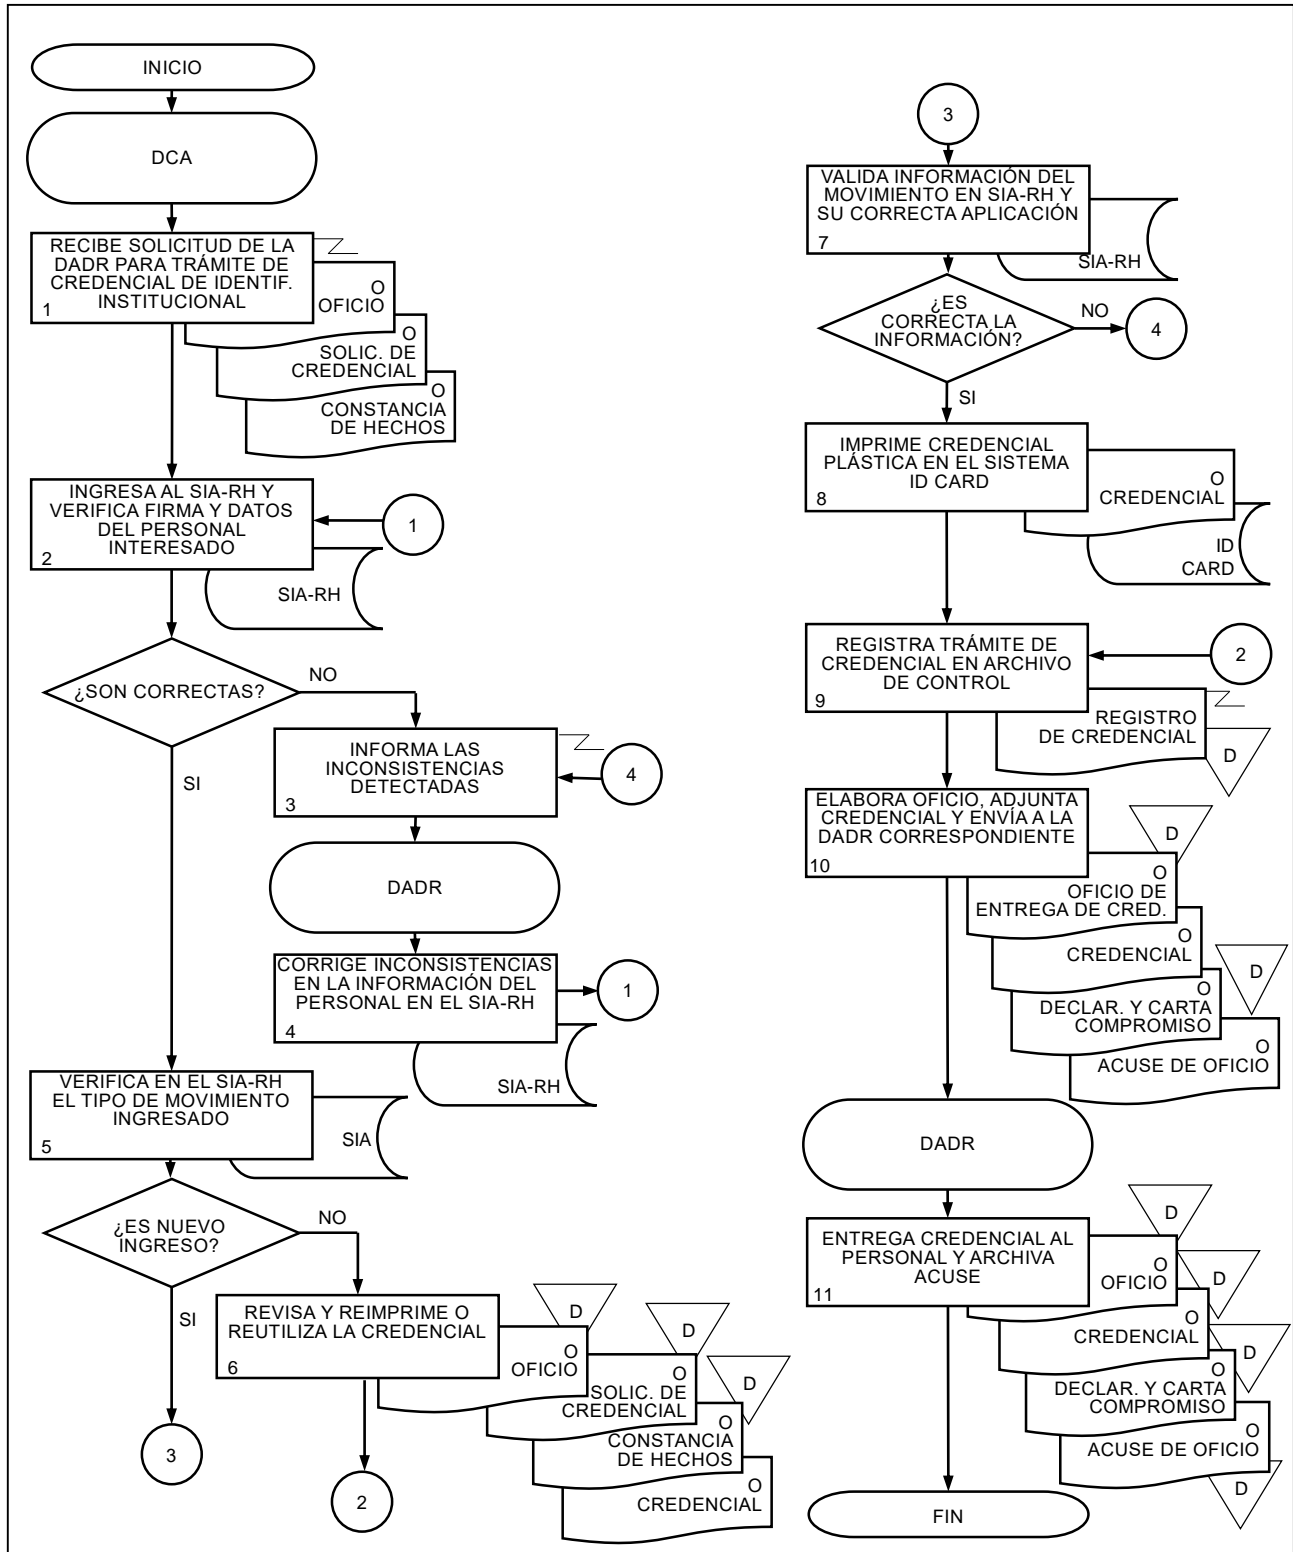 INICIO
DCA
RECIBE SOLICITUD DE LA
DADR PARA TRÁMITE DE
CREDENCIAL DE IDENTIF.
INSTITUCIONAL
1
O
OFICIO
O
SOLIC. DE
CREDENCIAL
O
CONSTANCIA
DE HECHOS
INGRESA AL SIA-RH Y
VERIFICA FIRMA Y DATOS
DEL PERSONAL
INTERESADO
2
1
SIA-RH
¿SON CORRECTAS?
NO
SI
INFORMA LAS
INCONSISTENCIAS
DETECTADAS
3
4
DADR
CORRIGE INCONSISTENCIAS
EN LA INFORMACIÓN DEL
PERSONAL EN EL SIA-RH
4
1
SIA-RH
VERIFICA EN EL SIA-RH
EL TIPO DE MOVIMIENTO
INGRESADO
5
SIA
¿ES NUEVO
INGRESO?
NO
SI
REVISA Y REIMPRIME O
REUTILIZA LA CREDENCIAL
6
D
O
OFICIO
D
O
SOLIC. DE
CREDENCIAL
D
O
CONSTANCIA
DE HECHOS
O
CREDENCIAL
3
2
3
VALIDA INFORMACIÓN DEL
MOVIMIENTO EN SIA-RH Y
SU CORRECTA APLICACIÓN
7
SIA-RH
¿ES
CORRECTA LA
INFORMACIÓN?
NO
4
SI
IMPRIME CREDENCIAL
PLÁSTICA EN EL SISTEMA
ID CARD
8
O
CREDENCIAL
ID
CARD
REGISTRA TRÁMITE DE
CREDENCIAL EN ARCHIVO
DE CONTROL
9
2
REGISTRO
DE CREDENCIAL
D
ELABORA OFICIO, ADJUNTA
CREDENCIAL Y ENVÍA A LA
DADR CORRESPONDIENTE
10
D
O
OFICIO DE
ENTREGA DE CRED.
O
CREDENCIAL
D
O
DECLAR. Y CARTA
COMPROMISO
O
ACUSE DE OFICIO
DADR
ENTREGA CREDENCIAL AL
PERSONAL Y ARCHIVA
ACUSE
11
D
O
OFICIO
D
O
CREDENCIAL
D
O
DECLAR. Y CARTA
COMPROMISO
O
ACUSE DE OFICIO
D
FIN